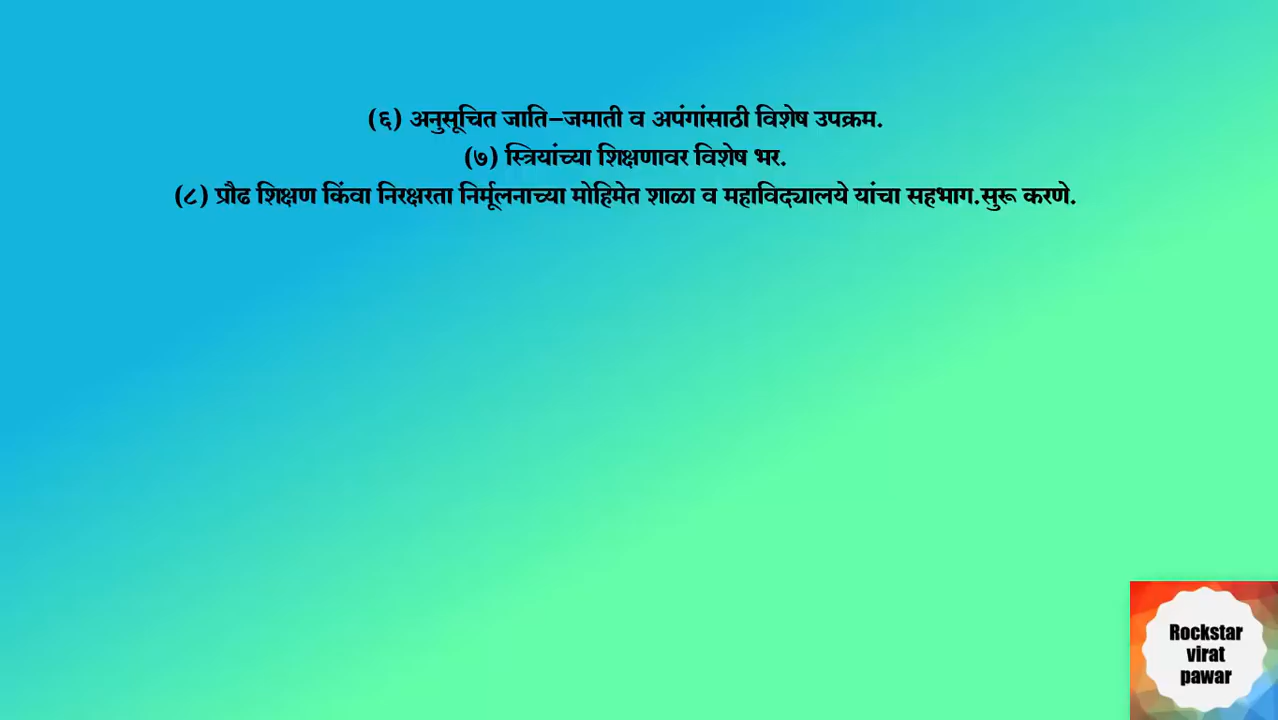 (६) अनुसूचित जाति–जमाती व अपंगांसाठी विशेष उपक्रम.
(७) स्त्रियांच्या शिक्षणावर विशेष भर.
(८) प्रौढ शिक्षण किंवा निरक्षरता निर्मूलनाच्या मोहिमेत शाळा व महाविद्यालये यांचा सहभाग.सुरू करणे.
Rockstar
virat
pawar